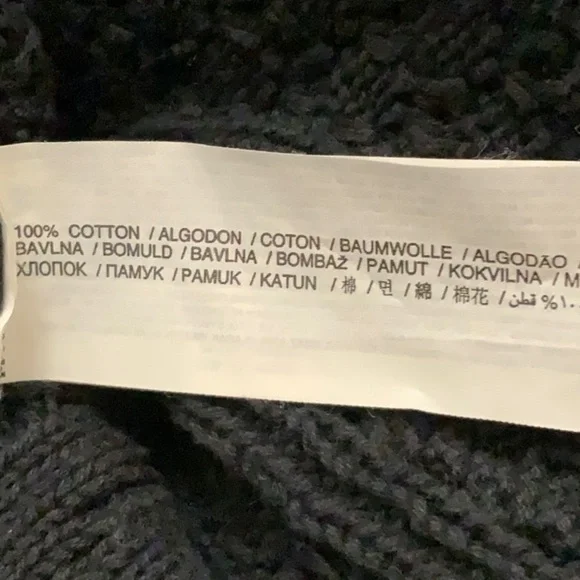 100% COTTON / ALGODON / COTON / BAUMWOLLE / ALGODÃO /
BAVLNA / BOMULD / BAVLNA / BOMBAŽ / PAMUT / KOKVILNA / M
ХЛОПОК / ПАМУК / PAMUK / KATUN / 棉 / 면 / 綿 / 棉花 / قطن %١٠